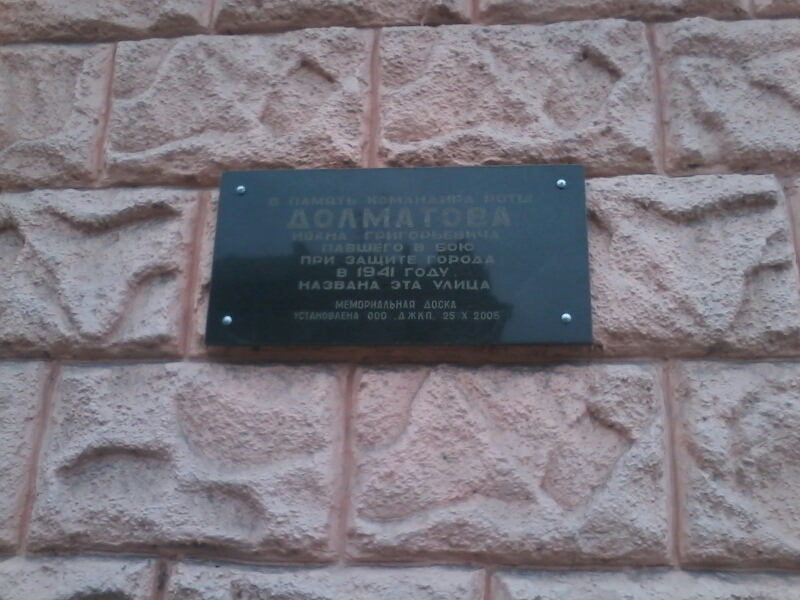 В ПАМЯТЬ КОМАНДИРА РОТЫ
ДОЛМАТОВА
ИВАНА ГРИГОРЬЕВИЧА
ПАВШЕГО В БОЮ
ПРИ ЗАЩИТЕ ГОРОДА
В 1941 ГОДУ
НАЗВАНА ЭТА УЛИЦА
МЕМОРИАЛЬНАЯ ДОСКА
УСТАНОВЛЕНА ООО „ДЖКП„ 25 X 2005